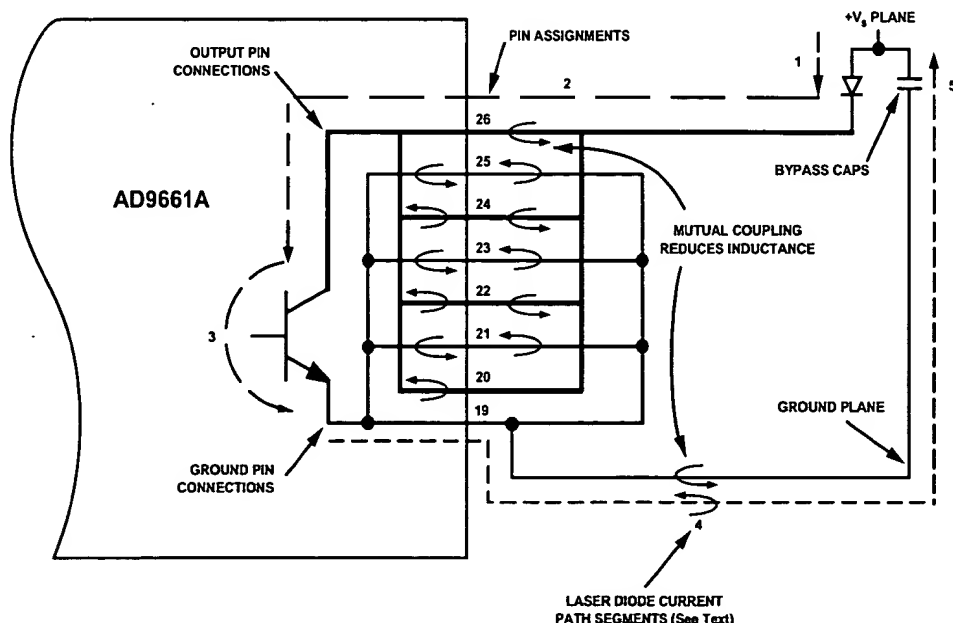 +Vs PLANE
PIN ASSIGNMENTS
OUTPUT PIN
CONNECTIONS
1
2
5
26
BYPASS CAPS
25
AD9661A
24
MUTUAL COUPLING
REDUCES INDUCTANCE
23
22
3
21
20
19
GROUND PLANE
GROUND PIN
CONNECTIONS
4
LASER DIODE CURRENT
PATH SEGMENTS (See Text)